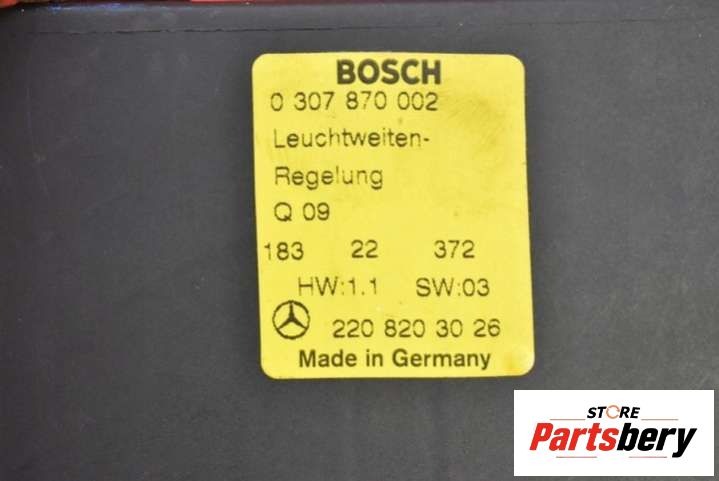 BOSCH
0 307 870 002
Leuchtweiten-
Regelung
Q 09
183 22 372
HW:1.1 SW:03
220 820 30 26
Made in Germany
STORE
Partsbery